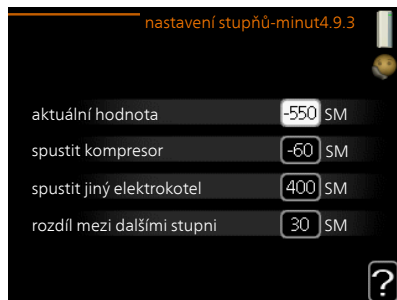 nastavení stupňů-minut4.9.3
aktuální hodnota -550 SM
spustit kompresor -60 SM
spustit jiný elektrokotel 400 SM
rozdíl mezi dalšími stupni 30 SM
?